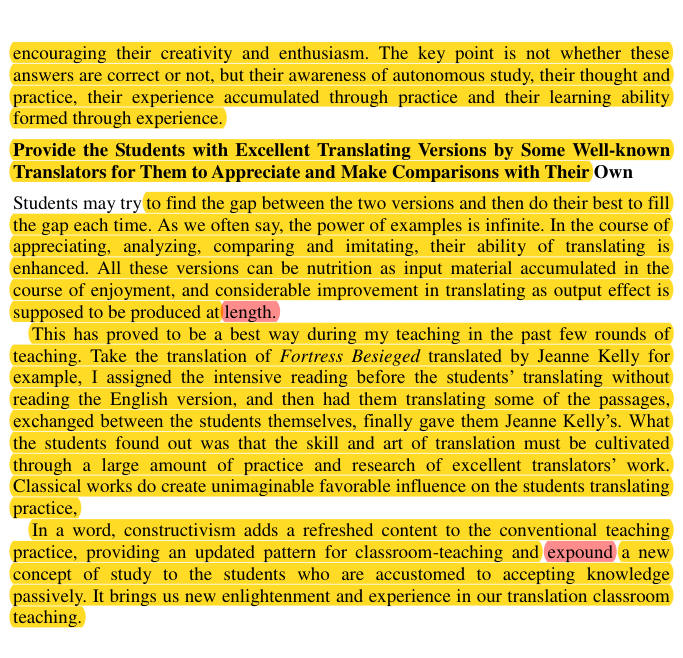 encouraging their creativity and enthusiasm. The key point is not whether these
answers are correct or not, but their awareness of autonomous study, their thought and
practice, their experience accumulated through practice and their learning ability
formed through experience.
Provide the Students with Excellent Translating Versions by Some Well-known
Translators for Them to Appreciate and Make Comparisons with Their Own
Students may try to find the gap between the two versions and then do their best to fill
the gap each time. As we often say, the power of examples is infinite. In the course of
appreciating, analyzing, comparing and imitating, their ability of translating is
enhanced. All these versions can be nutrition as input material accumulated in the
course of enjoyment, and considerable improvement in translating as output effect is
supposed to be produced at length.
This has proved to be a best way during my teaching in the past few rounds of
teaching. Take the translation of Fortress Besieged translated by Jeanne Kelly for
example, I assigned the intensive reading before the students' translating without
reading the English version, and then had them translating some of the passages,
exchanged between the students themselves, finally gave them Jeanne Kelly's. What
the students found out was that the skill and art of translation must be cultivated
through a large amount of practice and research of excellent translators' work.
Classical works do create unimaginable favorable influence on the students translating
practice,
In a word, constructivism adds a refreshed content to the conventional teaching
practice, providing an updated pattern for classroom-teaching and expound a new
concept of study to the students who are accustomed to accepting knowledge
passively. It brings us new enlightenment and experience in our translation classroom
teaching.